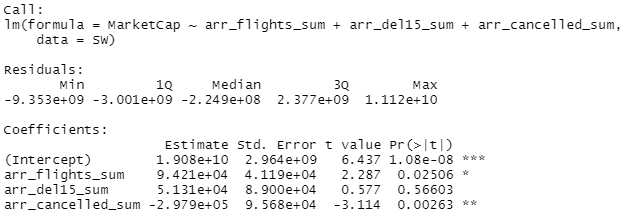 Call:
lm(formula = MarketCap ~ arr_flights_sum + arr_del15_sum + arr_cancelled_sum,
data = SW)
Residuals:
Min 1Q Median 3Q Max
-9.353e+09 -3.001e+09 -2.249e+08 2.377e+09 1.112e+10
Coefficients:
Estimate Std. Error t value Pr(>|t|)
(Intercept) 1.908e+10 2.964e+09 6.437 1.08e-08 ***
arr_flights_sum 9.421e+04 4.119e+04 2.287 0.02506 *
arr_del15_sum 5.131e+04 8.900e+04 0.577 0.56603
arr_cancelled_sum -2.979e+05 9.568e+04 -3.114 0.00263 **